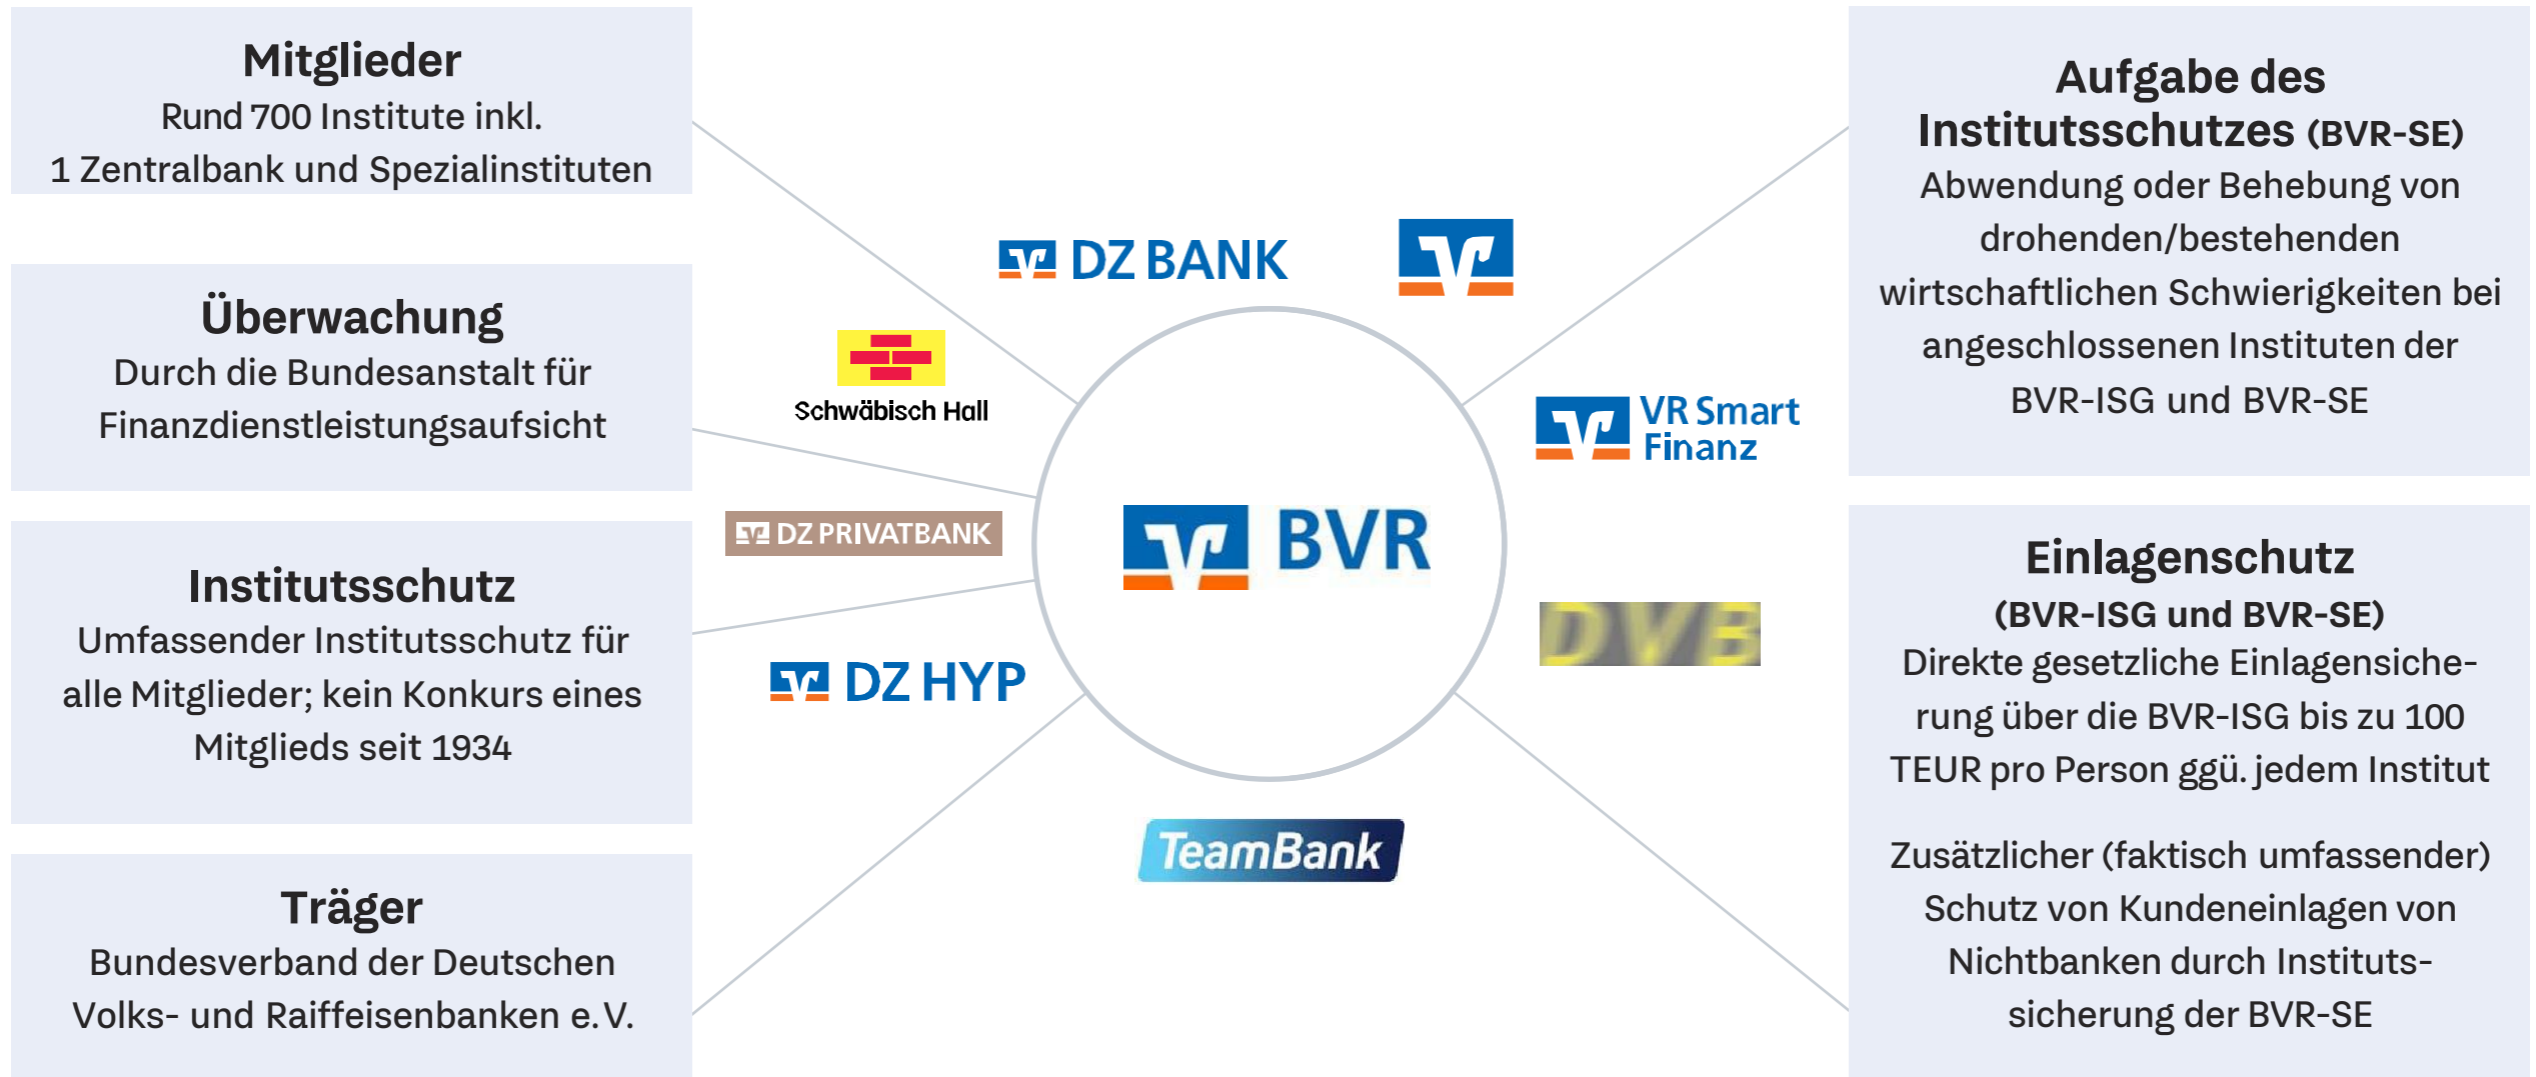 Mitglieder
Rund 700 Institute inkl.
1 Zentralbank und Spezialinstituten
Überwachung
Durch die Bundesanstalt für
Finanzdienstleistungsaufsicht
Institutsschutz
Umfassender Institutsschutz für
alle Mitglieder; kein Konkurs eines
Mitglieds seit 1934
Träger
Bundesverband der Deutschen
Volks- und Raiffeisenbanken e. V.
DZ BANK
Schwäbisch Hall
VR Smart
Finanz
DZ PRIVATBANK
BVR
DVB
DZ HYP
TeamBank
Aufgabe des
Institutsschutzes (BVR-SE)
Abwendung oder Behebung von
drohenden/bestehenden
wirtschaftlichen Schwierigkeiten bei
angeschlossenen Instituten der
BVR-ISG und BVR-SE
Einlagenschutz
(BVR-ISG und BVR-SE)
Direkte gesetzliche Einlagensiche-
rung über die BVR-ISG bis zu 100
TEUR pro Person ggü. jedem Institut
Zusätzlicher (faktisch umfassender)
Schutz von Kundeneinlagen von
Nichtbanken durch Instituts-
sicherung der BVR-SE